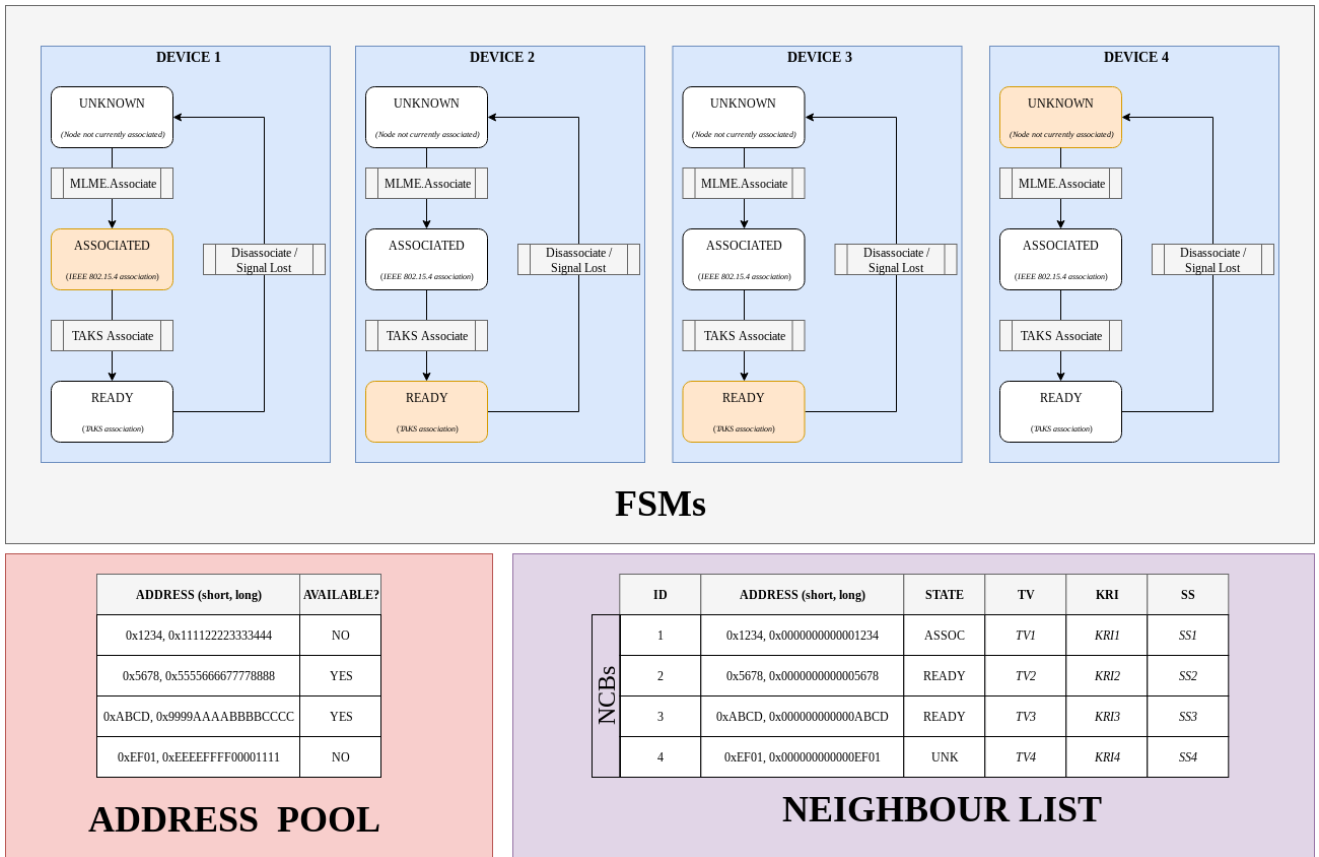 DEVICE 1
UNKNOWN
(Node not currently associated)
MLME.Associate
ASSOCIATED
(IEEE 802.15.4 association)
Disassociate /
Signal Lost
TAKS Associate
READY
(TAKS association)
DEVICE 2
UNKNOWN
(Node not currently associated)
MLME.Associate
ASSOCIATED
(IEEE 802.15.4 association)
Disassociate /
Signal Lost
TAKS Associate
READY
(TAKS association)
DEVICE 3
UNKNOWN
(Node not currently associated)
MLME.Associate
ASSOCIATED
(IEEE 802.15.4 association)
Disassociate /
Signal Lost
TAKS Associate
READY
(TAKS association)
DEVICE 4
UNKNOWN
(Node not currently associated)
MLME.Associate
ASSOCIATED
(IEEE 802.15.4 association)
Disassociate /
Signal Lost
TAKS Associate
READY
(TAKS association)
FSMs
ADDRESS (short, long) AVAILABLE?
0x1234, 0x111122223333444 NO
0x5678, 0x5555666677778888 YES
0xABCD, 0x9999AAAABBBBCCCC YES
0xEF01, 0xEEEEFFFF00001111 NO
ADDRESS POOL
ID ADDRESS (short, long) STATE TV KRI SS
NCBs
1 0x1234, 0x0000000000001234 ASSOC TV1 KRI1 SS1
2 0x5678, 0x0000000000005678 READY TV2 KRI2 SS2
3 0xABCD, 0x000000000000ABCD READY TV3 KRI3 SS3
4 0xEF01, 0x000000000000EF01 UNK TV4 KRI4 SS4
NEIGHBOUR LIST